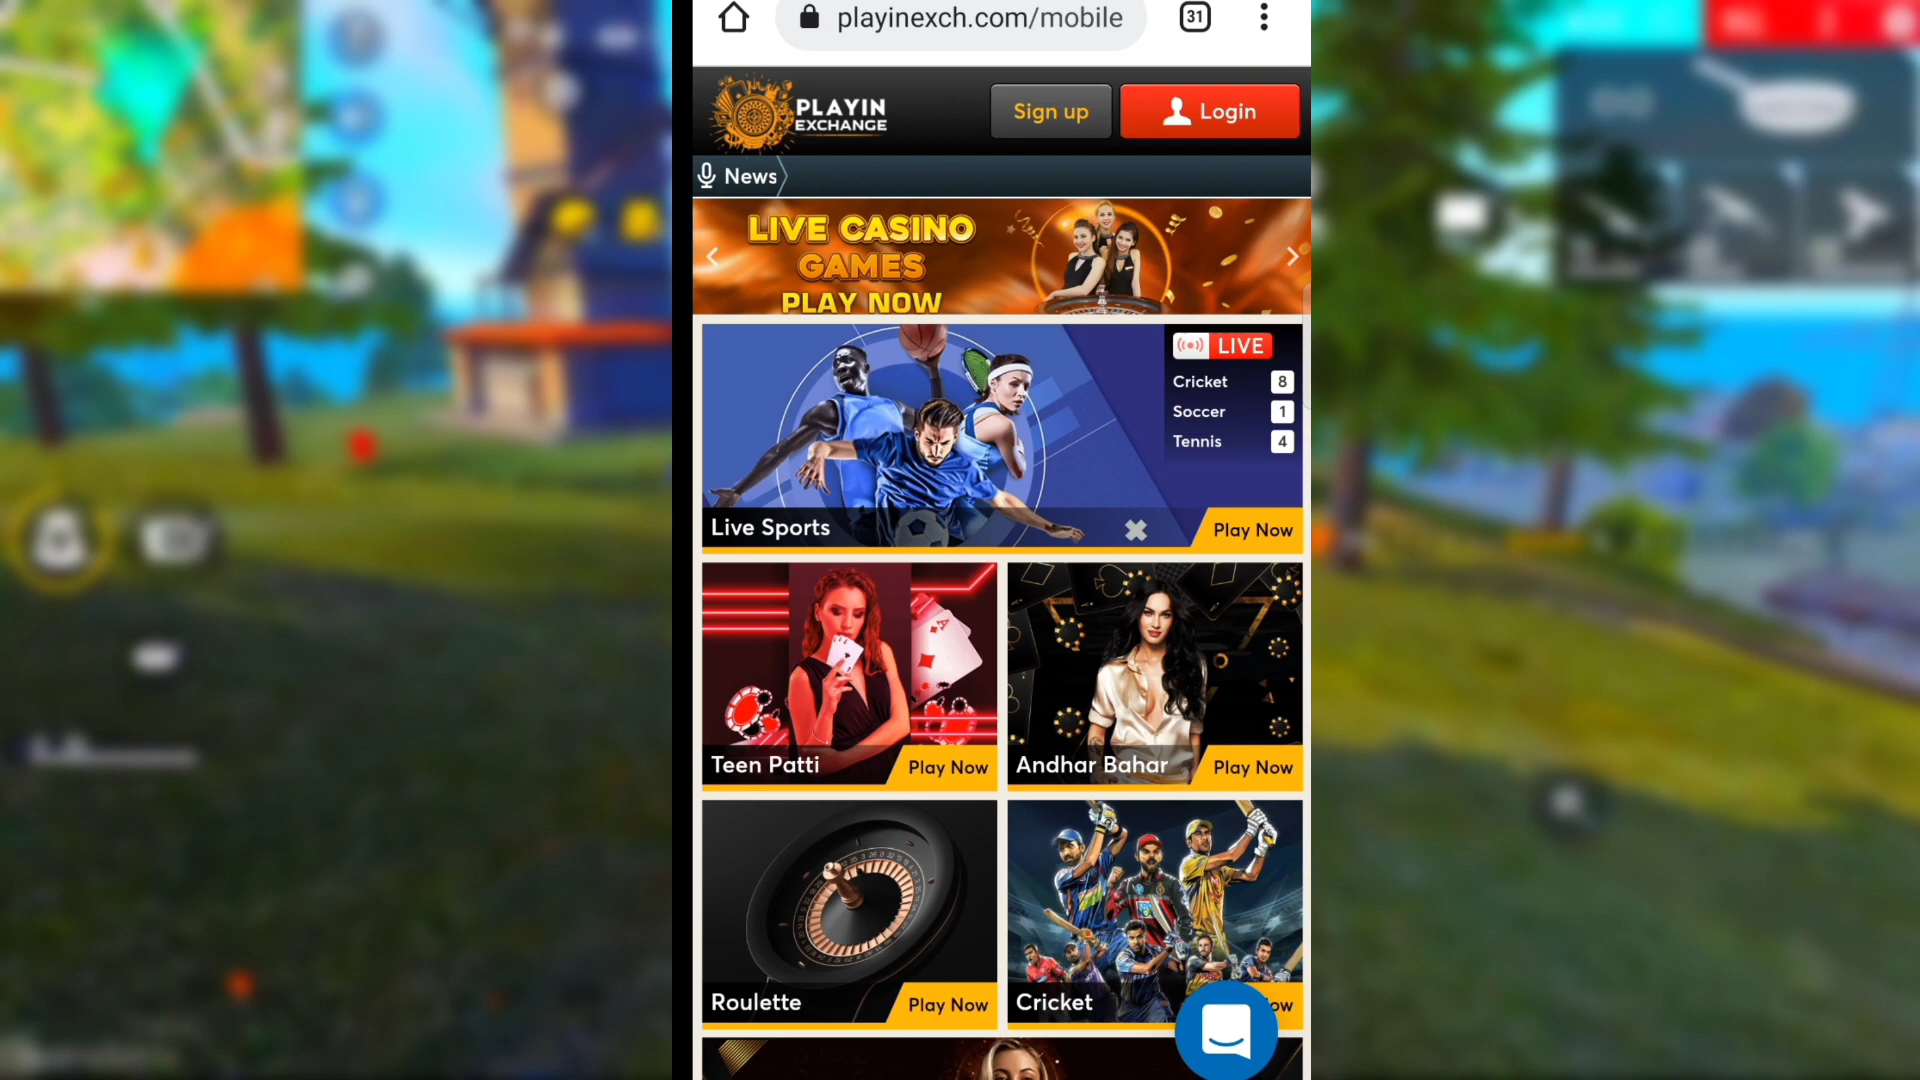 playinexch.com/mobile
31
PLAYIN
EXCHANGE
Sign up
Login
News
LIVE CASINO
GAMES
PLAY NOW
LIVE
Cricket 8
Soccer 1
Tennis 4
Live Sports
Play Now
Teen Patti
Play Now
Andhar Bahar
Play Now
Roulette
Play Now
Cricket
ow